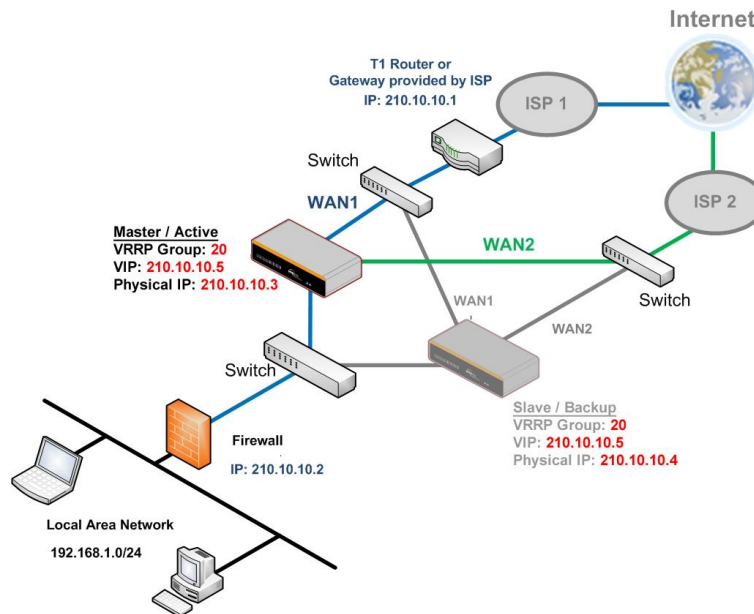 Internet
T1 Router or
Gateway provided by ISP
IP: 210.10.10.1
ISP 1
Switch
WAN1
ISP 2
Master / Active
VRRP Group: 20
VIP: 210.10.10.5
Physical IP: 210.10.10.3
WAN2
Switch
WAN1
WAN2
Switch
Slave / Backup
VRRP Group: 20
VIP: 210.10.10.5
Physical IP: 210.10.10.4
Firewall
IP: 210.10.10.2
Local Area Network
192.168.1.0/24